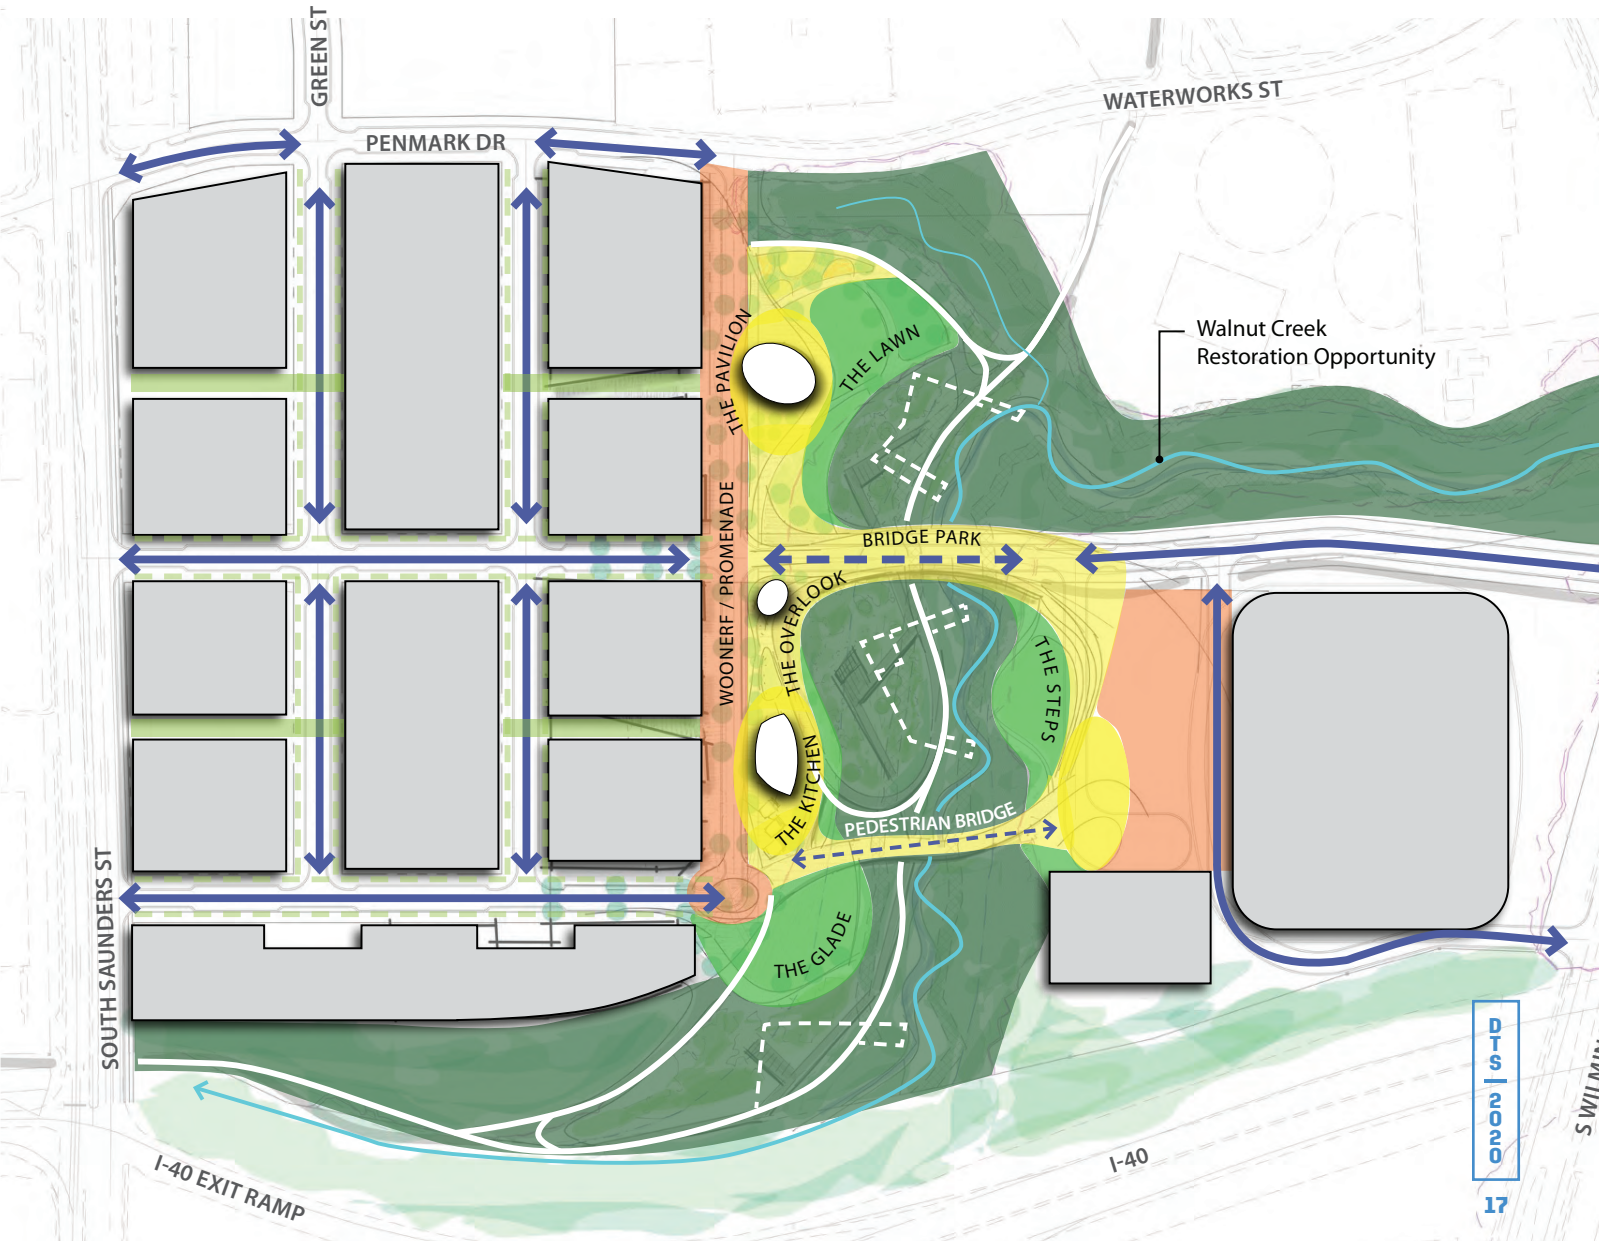 GREEN ST
WATERWORKS ST
PENMARK DR
Walnut Creek
Restoration Opportunity
THE PAVILION
THE LAWN
WOONERF / PROMENADE
BRIDGE PARK
THE OVERLOOK
THE STEPS
THE KITCHEN
PEDESTRIAN BRIDGE
THE GLADE
SOUTH SAUNDERS ST
I-40 EXIT RAMP
I-40
DTS | 2020
17